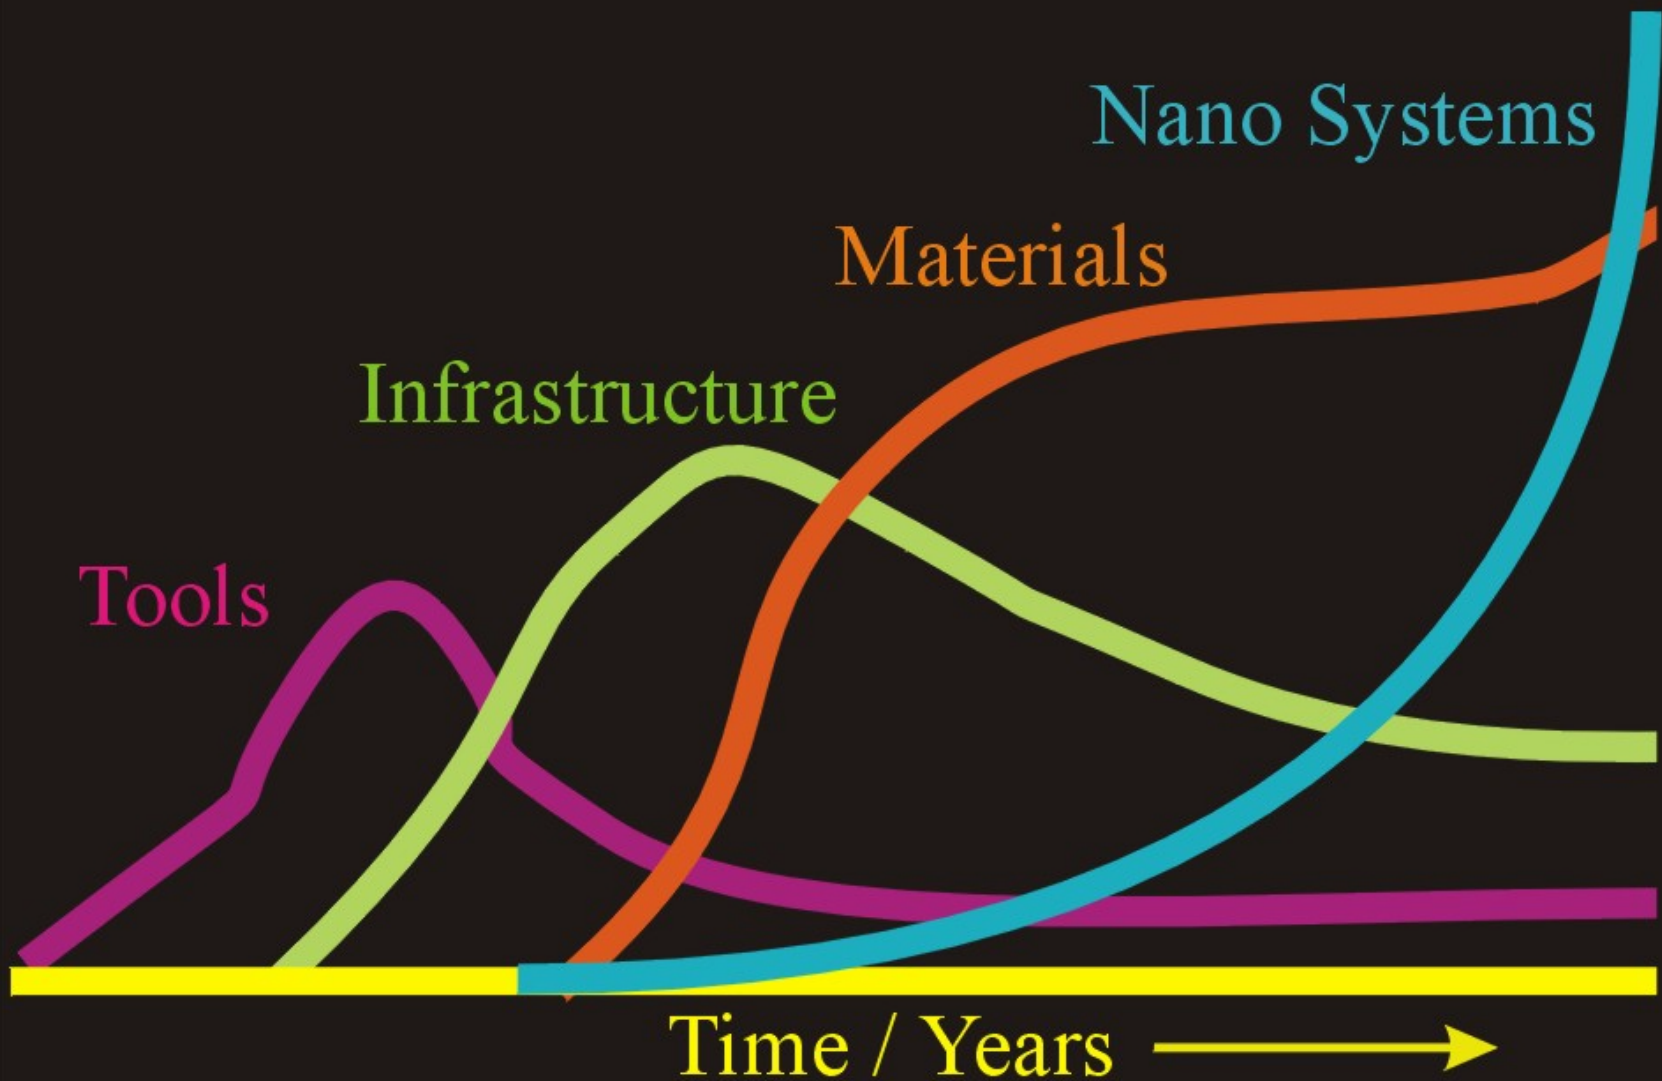 Nano Systems
Materials
Infrastructure
Tools
Time / Years